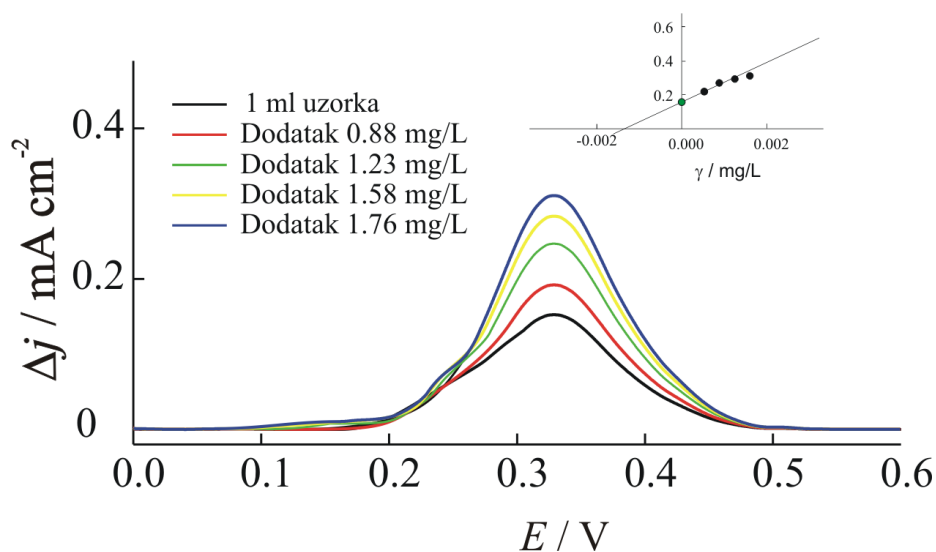 0.6
0.4
0.2
-0.002
0.000
0.002
γ / mg/L
1 ml uzorka
Dodatak 0.88 mg/L
Dodatak 1.23 mg/L
Dodatak 1.58 mg/L
Dodatak 1.76 mg/L
Δj / mA cm⁻²
0.4
0.2
0
0.0
0.1
0.2
0.3
0.4
0.5
0.6
E / V